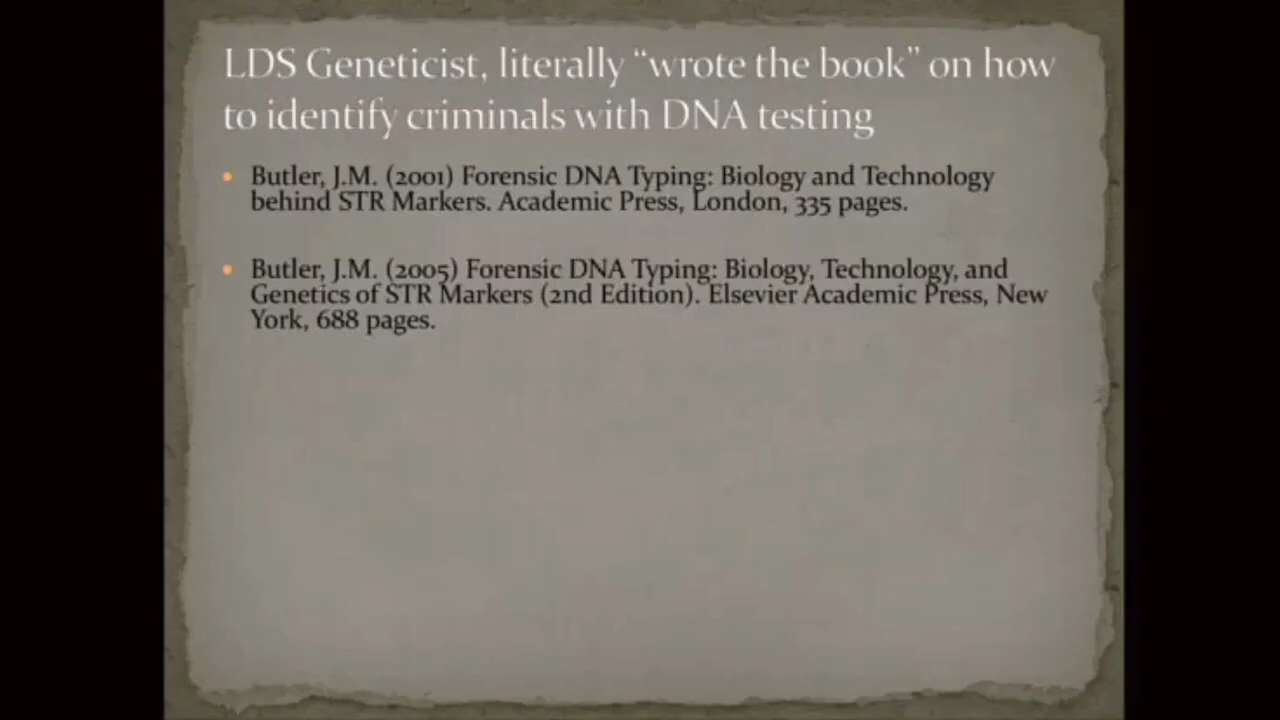 LDS Geneticist, literally “wrote the book” on how
to identify criminals with DNA testing
• Butler, J.M. (2001) Forensic DNA Typing: Biology and Technology
behind STR Markers. Academic Press, London, 335 pages.
• Butler, J.M. (2005) Forensic DNA Typing: Biology, Technology, and
Genetics of STR Markers (2nd Edition). Elsevier Academic Press, New
York, 688 pages.